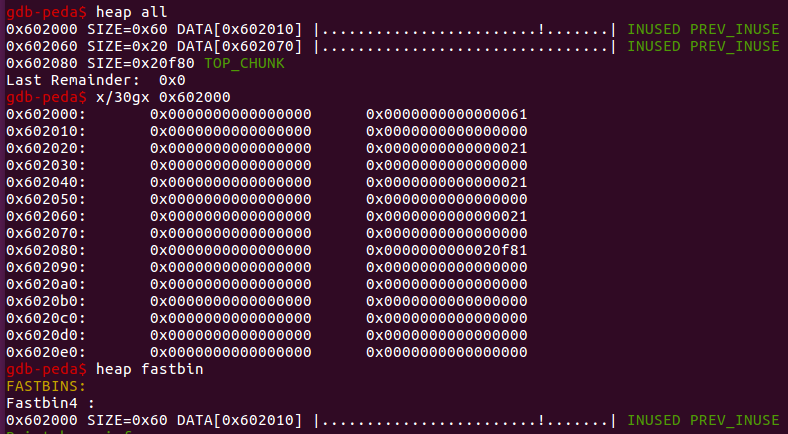 gdb-peda$ heap all
0x602000 SIZE=0x60 DATA[0x602010] |........................!.......| INUSED PREV_INUSE
0x602060 SIZE=0x20 DATA[0x602070] |................................| INUSED PREV_INUSE
0x602080 SIZE=0x20f80 TOP_CHUNK
Last Remainder:  0x0
gdb-peda$ x/30gx 0x602000
0x602000:       0x0000000000000000      0x0000000000000061
0x602010:       0x0000000000000000      0x0000000000000000
0x602020:       0x0000000000000000      0x0000000000000021
0x602030:       0x0000000000000000      0x0000000000000000
0x602040:       0x0000000000000000      0x0000000000000021
0x602050:       0x0000000000000000      0x0000000000000000
0x602060:       0x0000000000000000      0x0000000000000021
0x602070:       0x0000000000000000      0x0000000000000000
0x602080:       0x0000000000000000      0x0000000000020f81
0x602090:       0x0000000000000000      0x0000000000000000
0x6020a0:       0x0000000000000000      0x0000000000000000
0x6020b0:       0x0000000000000000      0x0000000000000000
0x6020c0:       0x0000000000000000      0x0000000000000000
0x6020d0:       0x0000000000000000      0x0000000000000000
0x6020e0:       0x0000000000000000      0x0000000000000000
gdb-peda$ heap fastbin
FASTBINS:
Fastbin4 :
0x602000 SIZE=0x60 DATA[0x602010] |........................!.......| INUSED PREV_INUSE